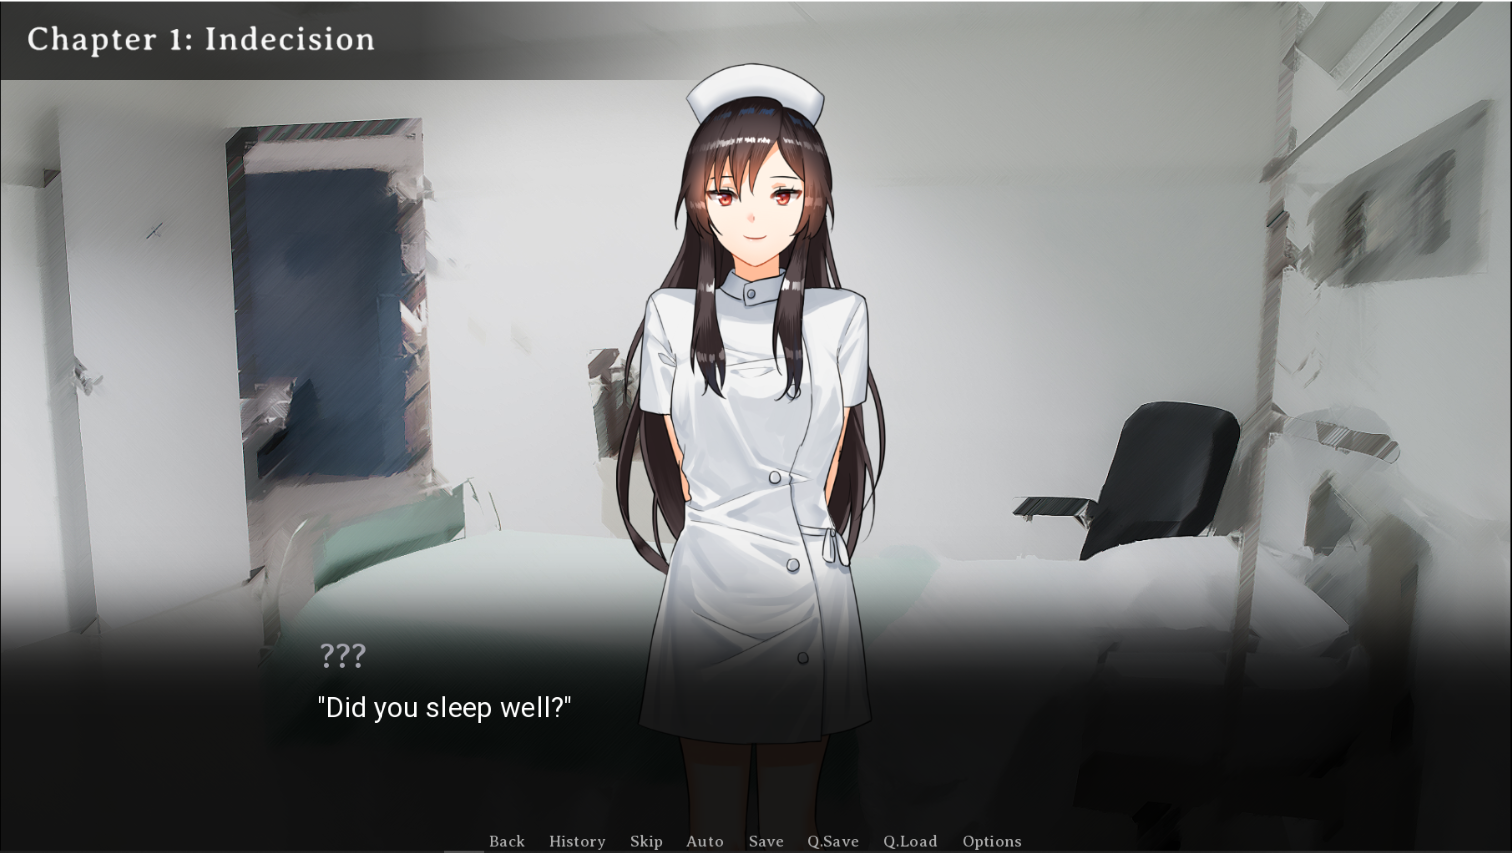 Chapter 1: Indecision
???
"Did you sleep well?"
Back History Skip Auto Save Q.Save Q.Load Options